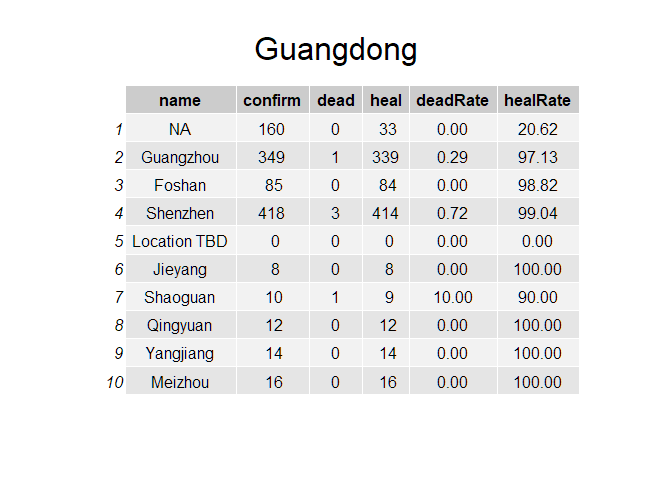 Guangdong
name confirm dead heal deadRate healRate
1 NA 160 0 33 0.00 20.62
2 Guangzhou 349 1 339 0.29 97.13
3 Foshan 85 0 84 0.00 98.82
4 Shenzhen 418 3 414 0.72 99.04
5 Location TBD 0 0 0 0.00 0.00
6 Jieyang 8 0 8 0.00 100.00
7 Shaoguan 10 1 9 10.00 90.00
8 Qingyuan 12 0 12 0.00 100.00
9 Yangjiang 14 0 14 0.00 100.00
10 Meizhou 16 0 16 0.00 100.00